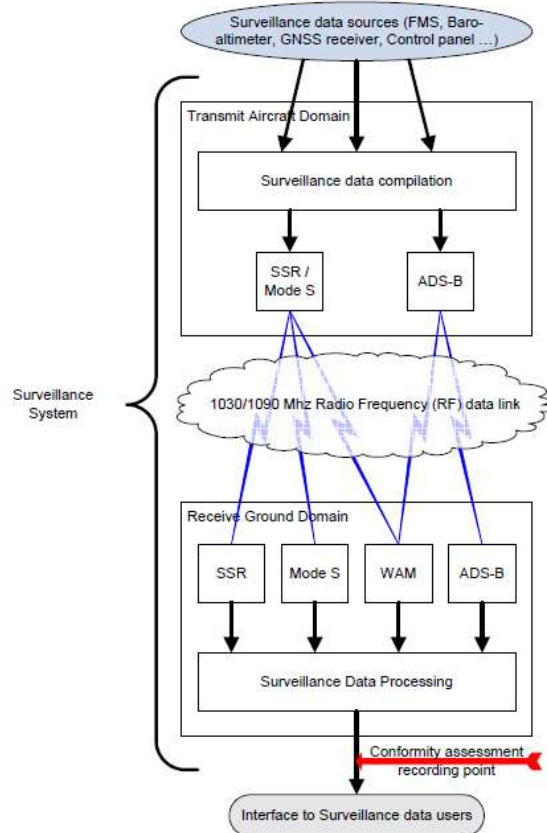 Surveillance data sources (FMS, Baro-
altimeter, GNSS receiver, Control panel ...)
Transmit Aircraft Domain
Surveillance data compilation
SSR /
Mode S
ADS-B
Surveillance
System
1030/1090 Mhz Radio Frequency (RF) data link
Receive Ground Domain
SSR
Mode S
WAM
ADS-B
Surveillance Data Processing
Conformity assessment
recording point
Interface to Surveillance data users